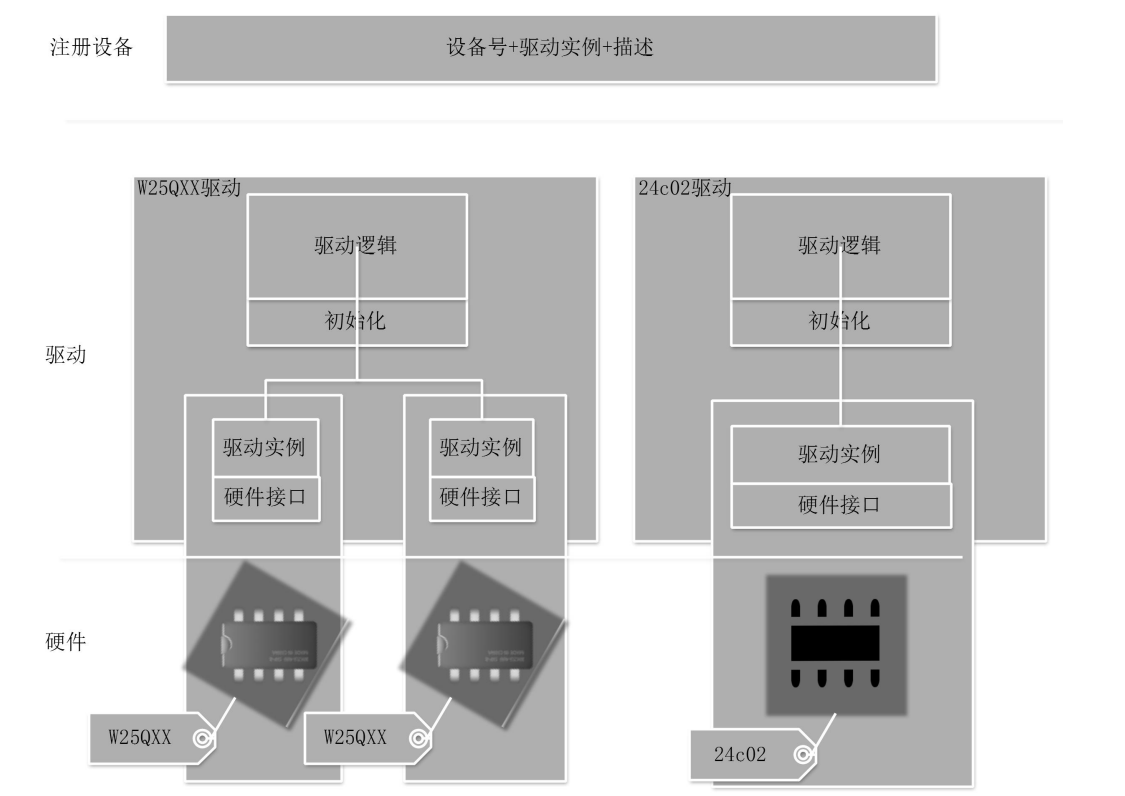 注册设备
设备号+驱动实例+描述
W25QXX驱动
24c02驱动
驱动逻辑
驱动逻辑
初始化
初始化
驱动
驱动实例
驱动实例
驱动实例
硬件接口
硬件接口
硬件接口
硬件
W25QXX
W25QXX
24c02